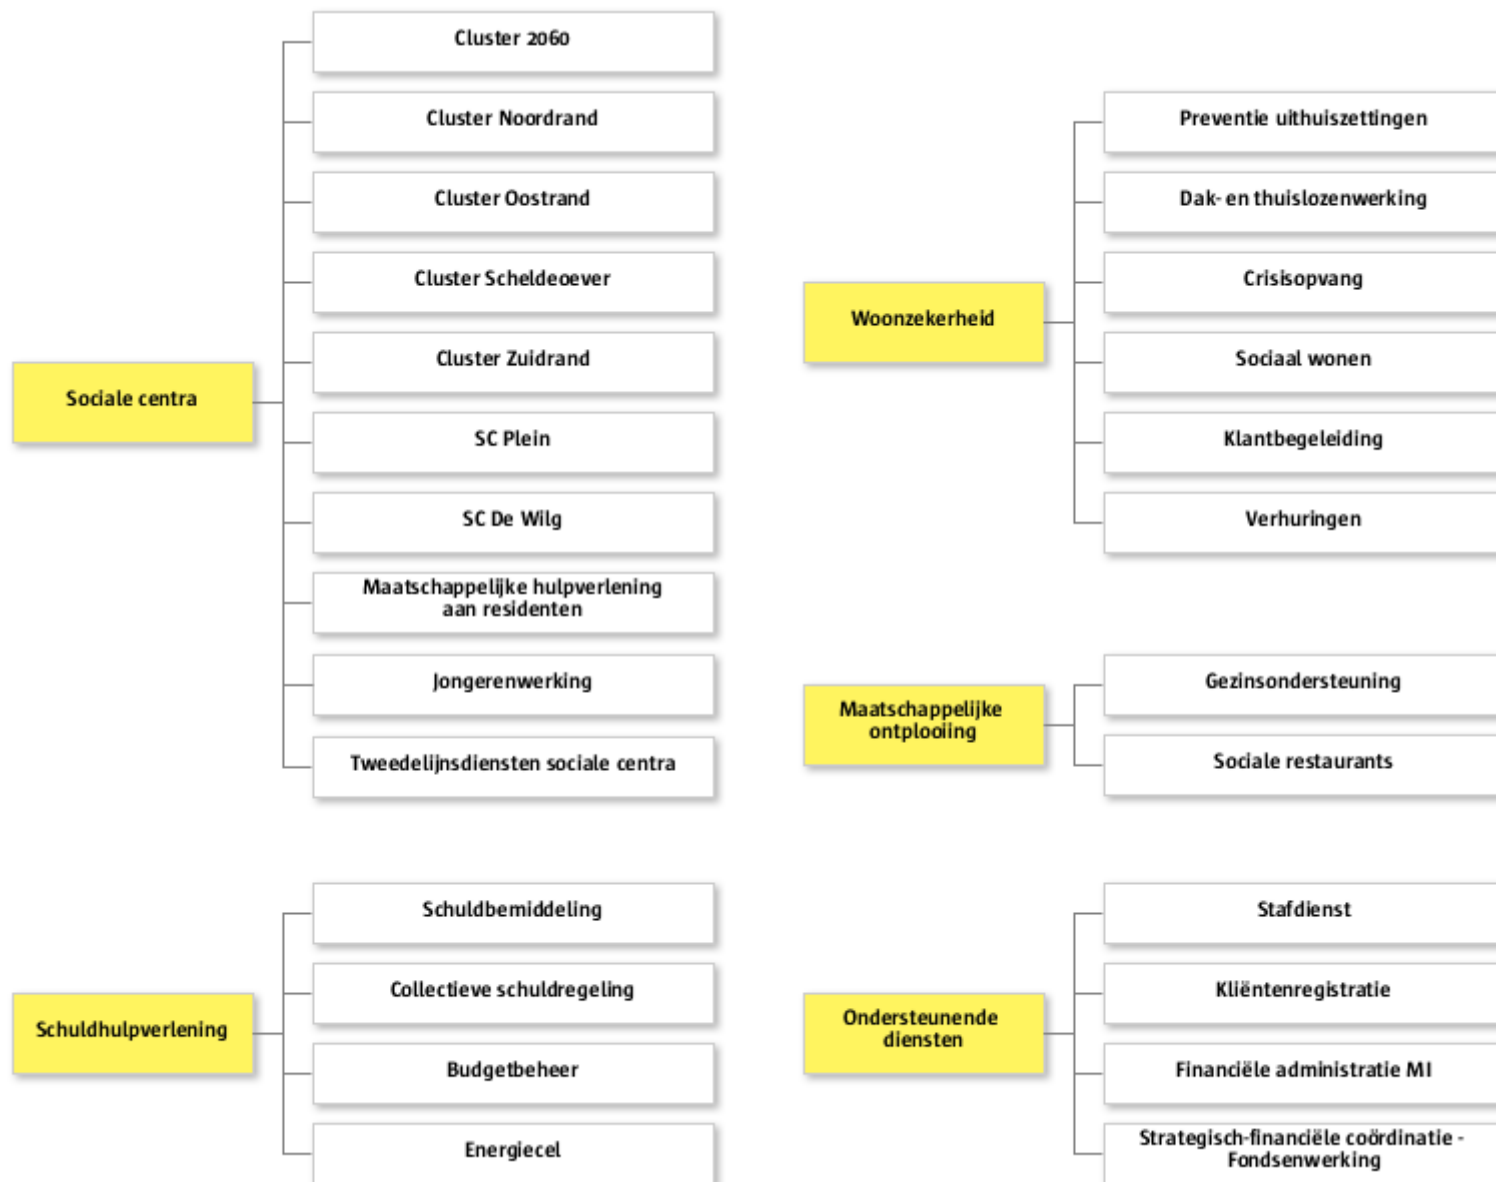 Sociale centra
Cluster 2060
Cluster Noordrand
Cluster Oostrand
Cluster Scheldeoever
Cluster Zuidrand
SC Plein
SC De Wilg
Maatschappelijke hulpverlening
aan residenten
Jongerenwerking
Tweedelijnsdiensten sociale centra
Woonzekerheid
Preventie uithuiszettingen
Dak- en thuislozenwerking
Crisisopvang
Sociaal wonen
Klantbegeleiding
Verhuringen
Maatschappelijke
ontplooiing
Gezinsondersteuning
Sociale restaurants
Schuldhulpverlening
Schuldbemiddeling
Collectieve schuldregeling
Budgetbeheer
Energiecel
Ondersteunende
diensten
Stafdienst
Kliëntenregistratie
Financiële administratie MI
Strategisch-financiële coördinatie -
Fondsenwerking